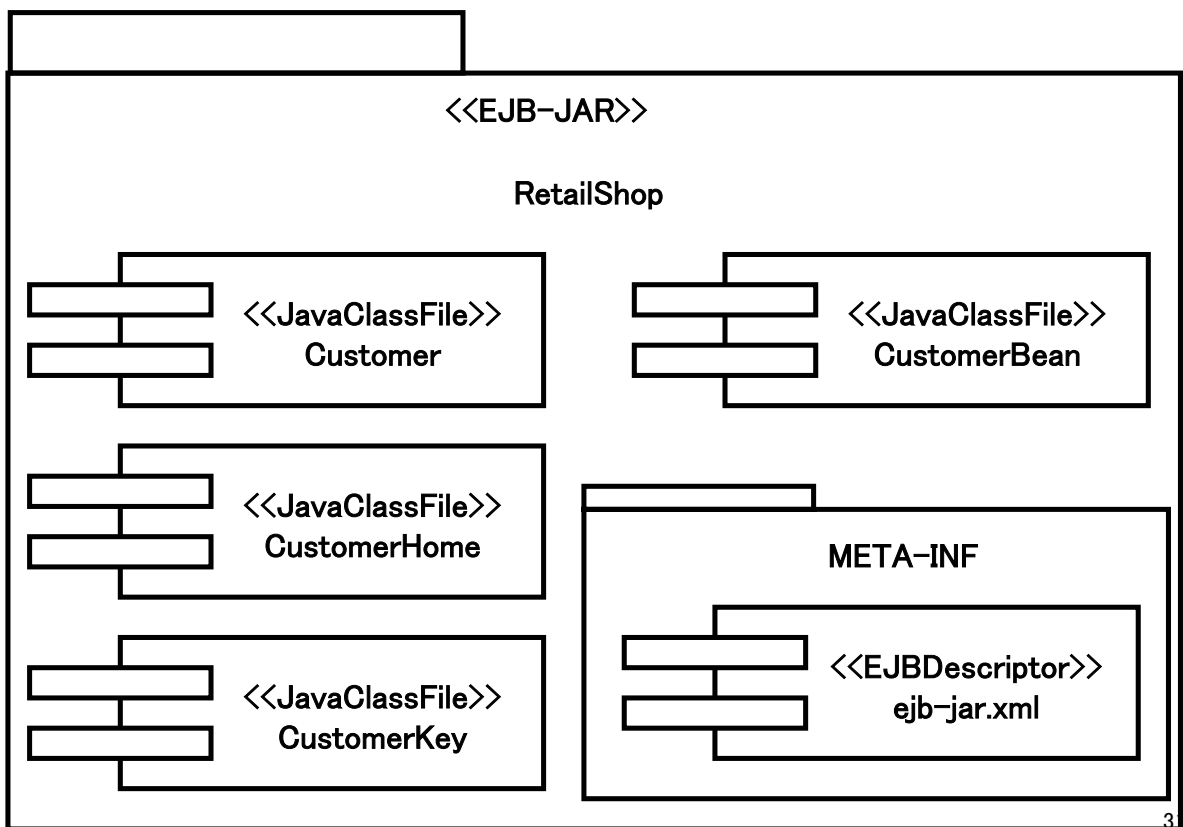 <<EJB-JAR>>
RetailShop
<<JavaClassFile>>
Customer
<<JavaClassFile>>
CustomerBean
<<JavaClassFile>>
CustomerHome
META-INF
<<EJBDescriptor>>
ejb-jar.xml
<<JavaClassFile>>
CustomerKey